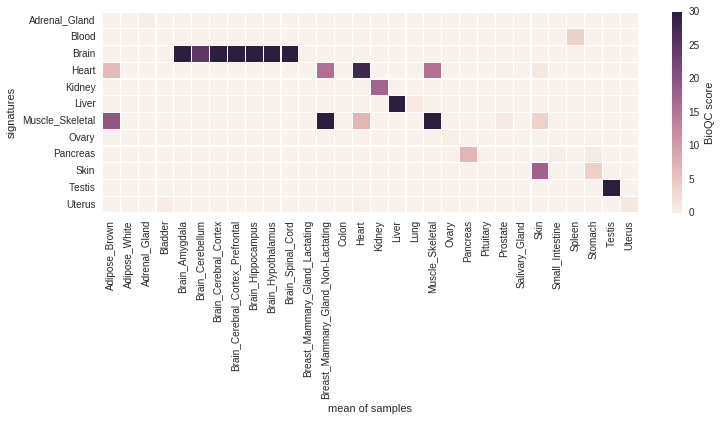 signatures
Adrenal_Gland
Blood
Brain
Heart
Kidney
Liver
Muscle_Skeletal
Ovary
Pancreas
Skin
Testis
Uterus
Adipose_Brown
Adipose_White
Adrenal_Gland
Bladder
Brain_Amygdala
Brain_Cerebellum
Brain_Cerebral_Cortex
Brain_Cerebral_Cortex_Prefrontal
Brain_Hippocampus
Brain_Hypothalamus
Brain_Spinal_Cord
Breast_Mammary_Gland_Lactating
Breast_Mammary_Gland_Non-Lactating
Colon
Heart
Kidney
Liver
Lung
Muscle_Skeletal
Ovary
Pancreas
Pituitary
Prostate
Salivary_Gland
Skin
Small_Intestine
Spleen
Stomach
Testis
Uterus
mean of samples
30
25
20
15
10
5
0
BioQC score